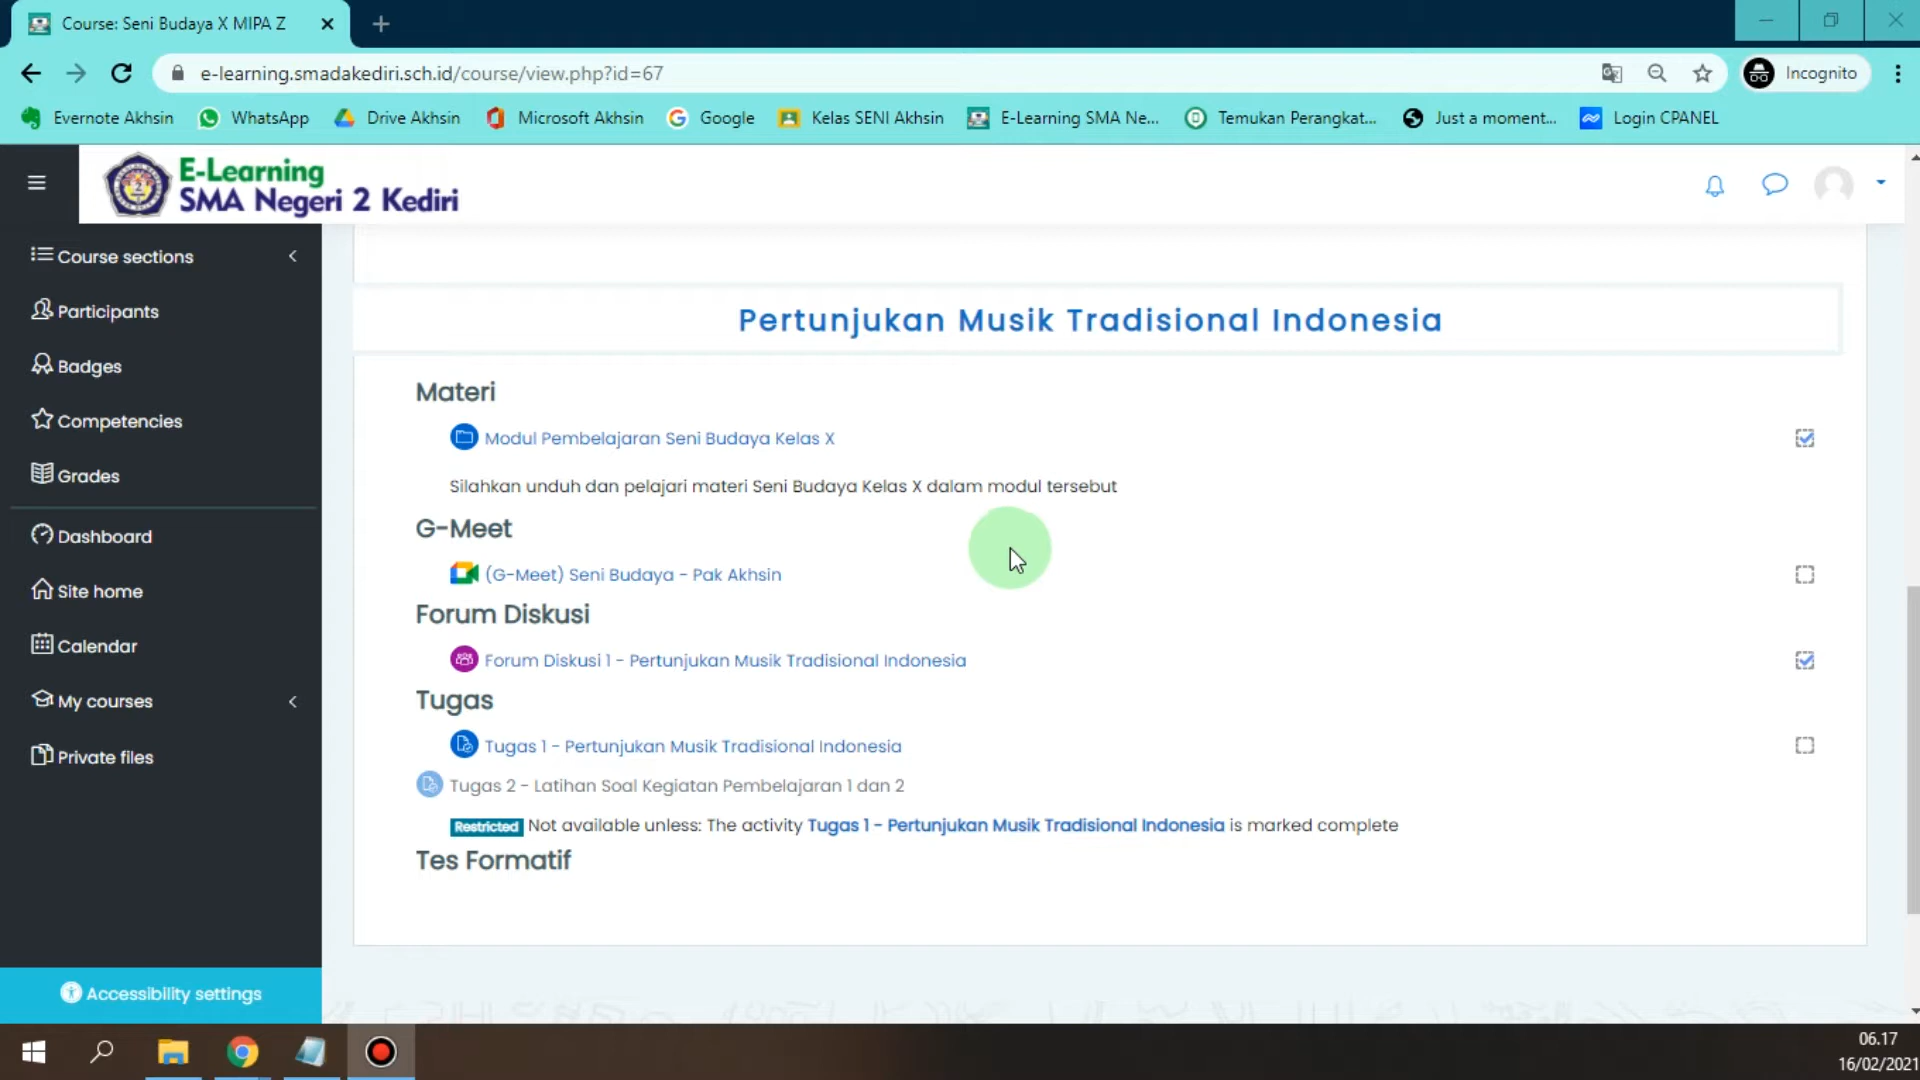 Course: Seni Budaya X MIPA Z
e-learning.smadakediri.sch.id/course/view.php?id=67
Incognito
Evernote Akhsin
WhatsApp
Drive Akhsin
Microsoft Akhsin
Google
Kelas SENI Akhsin
E-Learning SMA Ne...
Temukan Perangkat...
Just a moment...
Login CPANEL
E-Learning
SMA Negeri 2 Kediri
Course sections
Participants
Badges
Competencies
Grades
Dashboard
Site home
Calendar
My courses
Private files
Accessibility settings
Pertunjukan Musik Tradisional Indonesia
Materi
Modul Pembelajaran Seni Budaya Kelas X
Silahkan unduh dan pelajari materi Seni Budaya Kelas X dalam modul tersebut
G-Meet
(G-Meet) Seni Budaya - Pak Akhsin
Forum Diskusi
Forum Diskusi 1 - Pertunjukan Musik Tradisional Indonesia
Tugas
Tugas 1 - Pertunjukan Musik Tradisional Indonesia
Tugas 2 - Latihan Soal Kegiatan Pembelajaran 1 dan 2
Restricted Not available unless: The activity Tugas 1 - Pertunjukan Musik Tradisional Indonesia is marked complete
Tes Formatif
06.17
16/02/2021